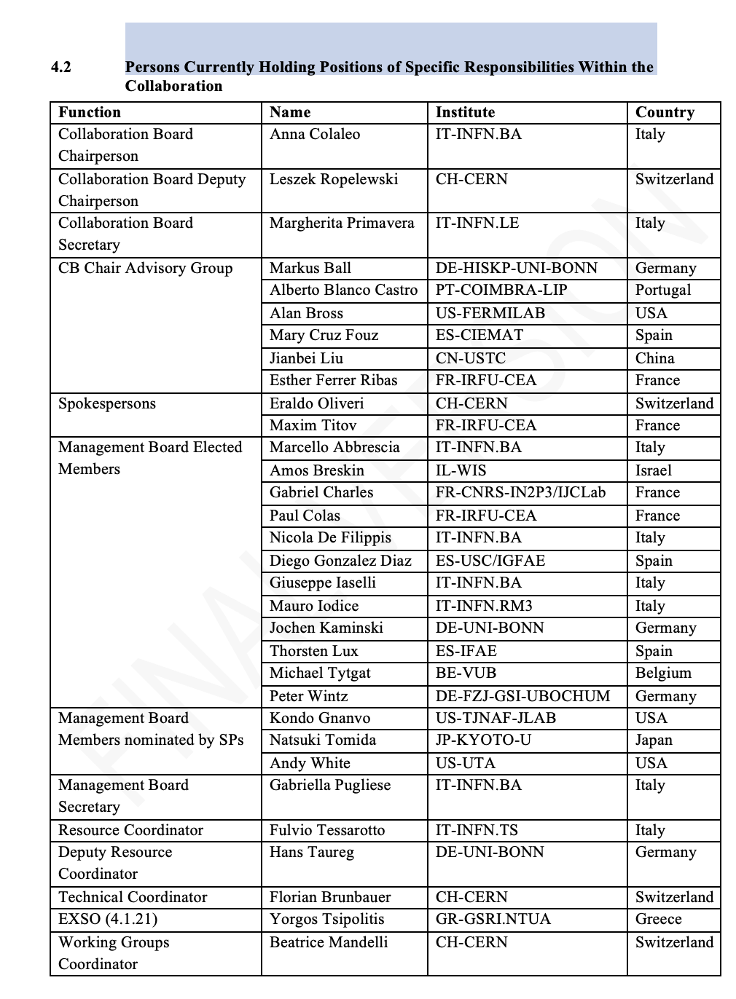 4.2 Persons Currently Holding Positions of Specific Responsibilities Within the
Collaboration
Function Name Institute Country
Collaboration Board Anna Colaleo IT-INFN.BA Italy
Chairperson
Collaboration Board Deputy Leszek Ropelewski CH-CERN Switzerland
Chairperson
Collaboration Board Margherita Primavera IT-INFN.LE Italy
Secretary
CB Chair Advisory Group Markus Ball DE-HISKP-UNI-BONN Germany
Alberto Blanco Castro PT-COIMBRA-LIP Portugal
Alan Bross US-FERMILAB USA
Mary Cruz Fouz ES-CIEMAT Spain
Jianbei Liu CN-USTC China
Esther Ferrer Ribas FR-IRFU-CEA France
Spokespersons Eraldo Oliveri CH-CERN Switzerland
Maxim Titov FR-IRFU-CEA France
Management Board Elected Marcello Abbrescia IT-INFN.BA Italy
Members Amos Breskin IL-WIS Israel
Gabriel Charles FR-CNRS-IN2P3/IJCLab France
Paul Colas FR-IRFU-CEA France
Nicola De Filippis IT-INFN.BA Italy
Diego Gonzalez Diaz ES-USC/IGFAE Spain
Giuseppe Iaselli IT-INFN.BA Italy
Mauro Iodice IT-INFN.RM3 Italy
Jochen Kaminski DE-UNI-BONN Germany
Thorsten Lux ES-IFAE Spain
Michael Tytgat BE-VUB Belgium
Peter Wintz DE-FZJ-GSI-UBOCHUM Germany
Management Board Kondo Gnanvo US-TJNAF-JLAB USA
Members nominated by SPs Natsuki Tomida JP-KYOTO-U Japan
Andy White US-UTA USA
Management Board Gabriella Pugliese IT-INFN.BA Italy
Secretary
Resource Coordinator Fulvio Tessarotto IT-INFN.TS Italy
Deputy Resource Hans Taureg DE-UNI-BONN Germany
Coordinator
Technical Coordinator Florian Brunbauer CH-CERN Switzerland
EXSO (4.1.21) Yorgos Tsipolitis GR-GSRI.NTUA Greece
Working Groups Beatrice Mandelli CH-CERN Switzerland
Coordinator
FINAL VERSION